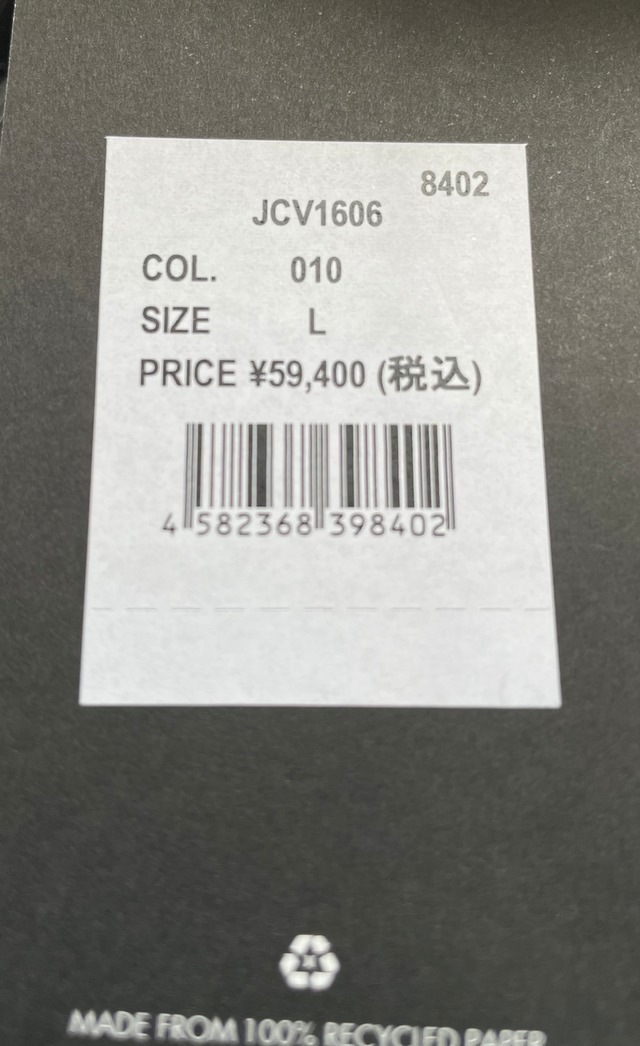 8402
JCV1606
COL. 010
SIZE L
PRICE ¥59,400 (税込)
4 582368 398402
MADE FROM 100% RECYCLED PAPER